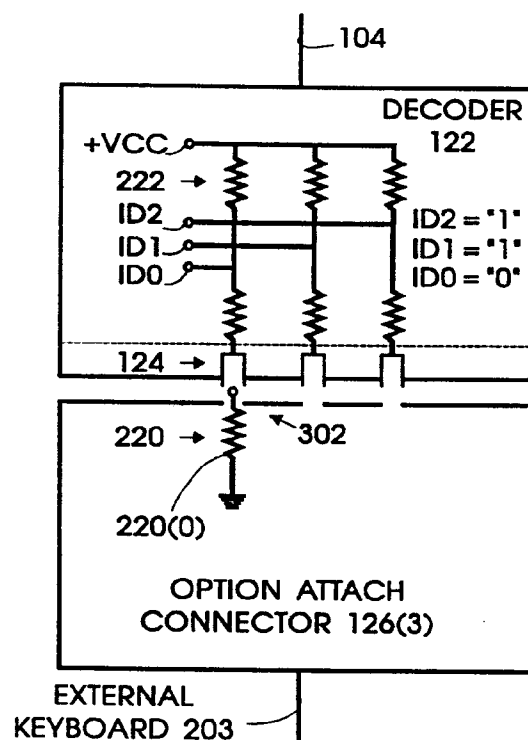 104
DECODER
122
+VCC
222 →
ID2
ID1
ID0
ID2 = "1"
ID1 = "1"
ID0 = "0"
124 →
302
220 →
220(0)
OPTION ATTACH
CONNECTOR 126(3)
EXTERNAL
KEYBOARD 203